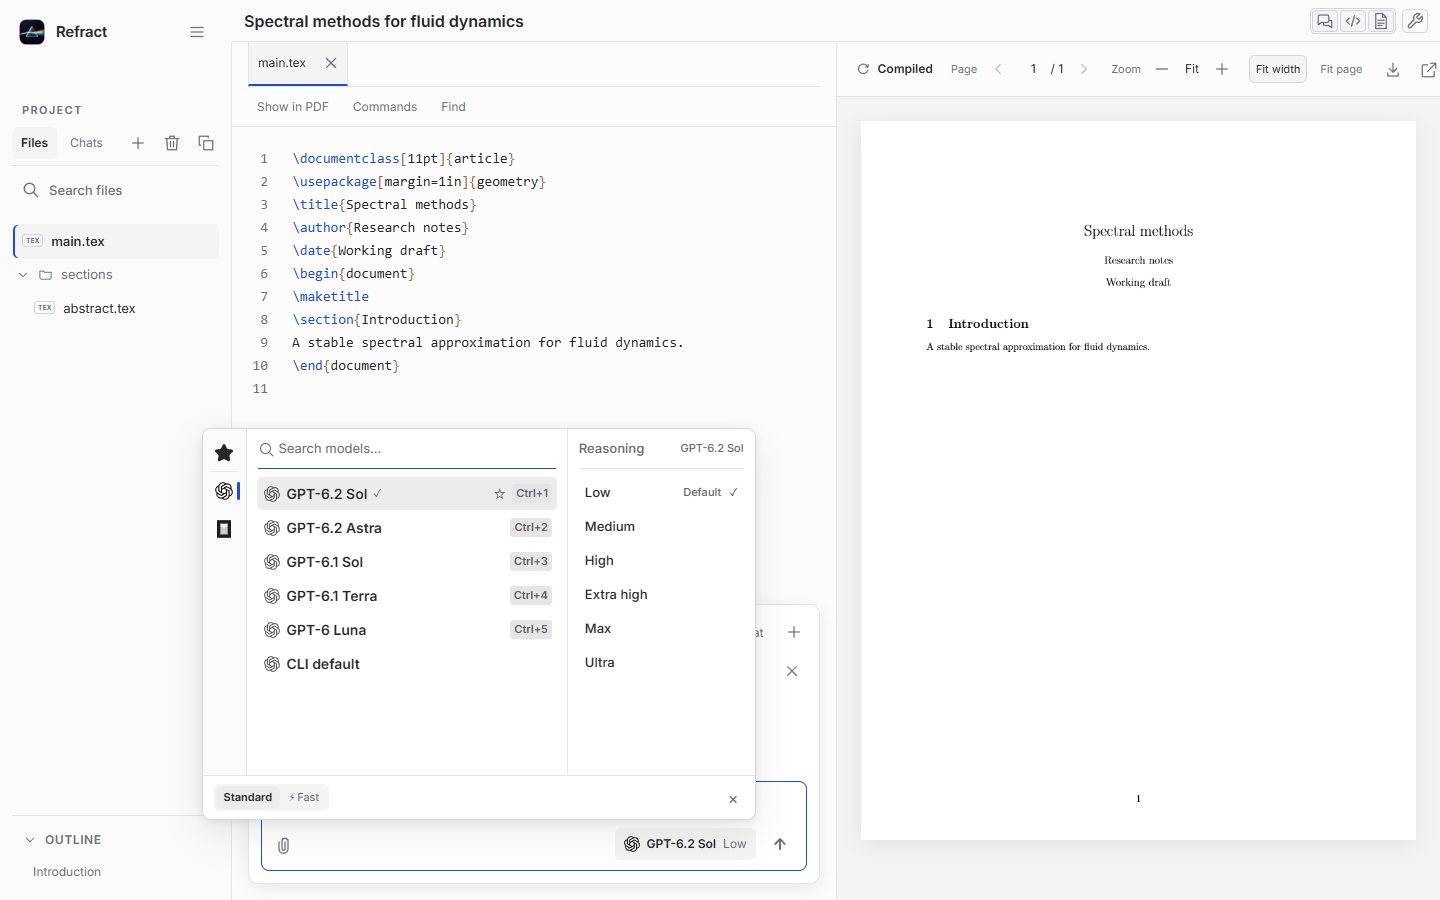 Refract
Spectral methods for fluid dynamics
PROJECT
Files
Chats
Search files
TEX main.tex
sections
TEX abstract.tex
OUTLINE
Introduction
main.tex
Show in PDF
Commands
Find
1 \documentclass[11pt]{article}
2 \usepackage[margin=1in]{geometry}
3 \title{Spectral methods}
4 \author{Research notes}
5 \date{Working draft}
6 \begin{document}
7 \maketitle
8 \section{Introduction}
9 A stable spectral approximation for fluid dynamics.
10 \end{document}
11
Search models...
GPT-6.2 Sol ✓ Ctrl+1
GPT-6.2 Astra Ctrl+2
GPT-6.1 Sol Ctrl+3
GPT-6.1 Terra Ctrl+4
GPT-6 Luna Ctrl+5
CLI default
Reasoning GPT-6.2 Sol
Low Default ✓
Medium
High
Extra high
Max
Ultra
Standard
Fast
GPT-6.2 Sol Low
Compiled
Page
1 / 1
Zoom
Fit
Fit width
Fit page
Spectral methods
Research notes
Working draft
1 Introduction
A stable spectral approximation for fluid dynamics.
1